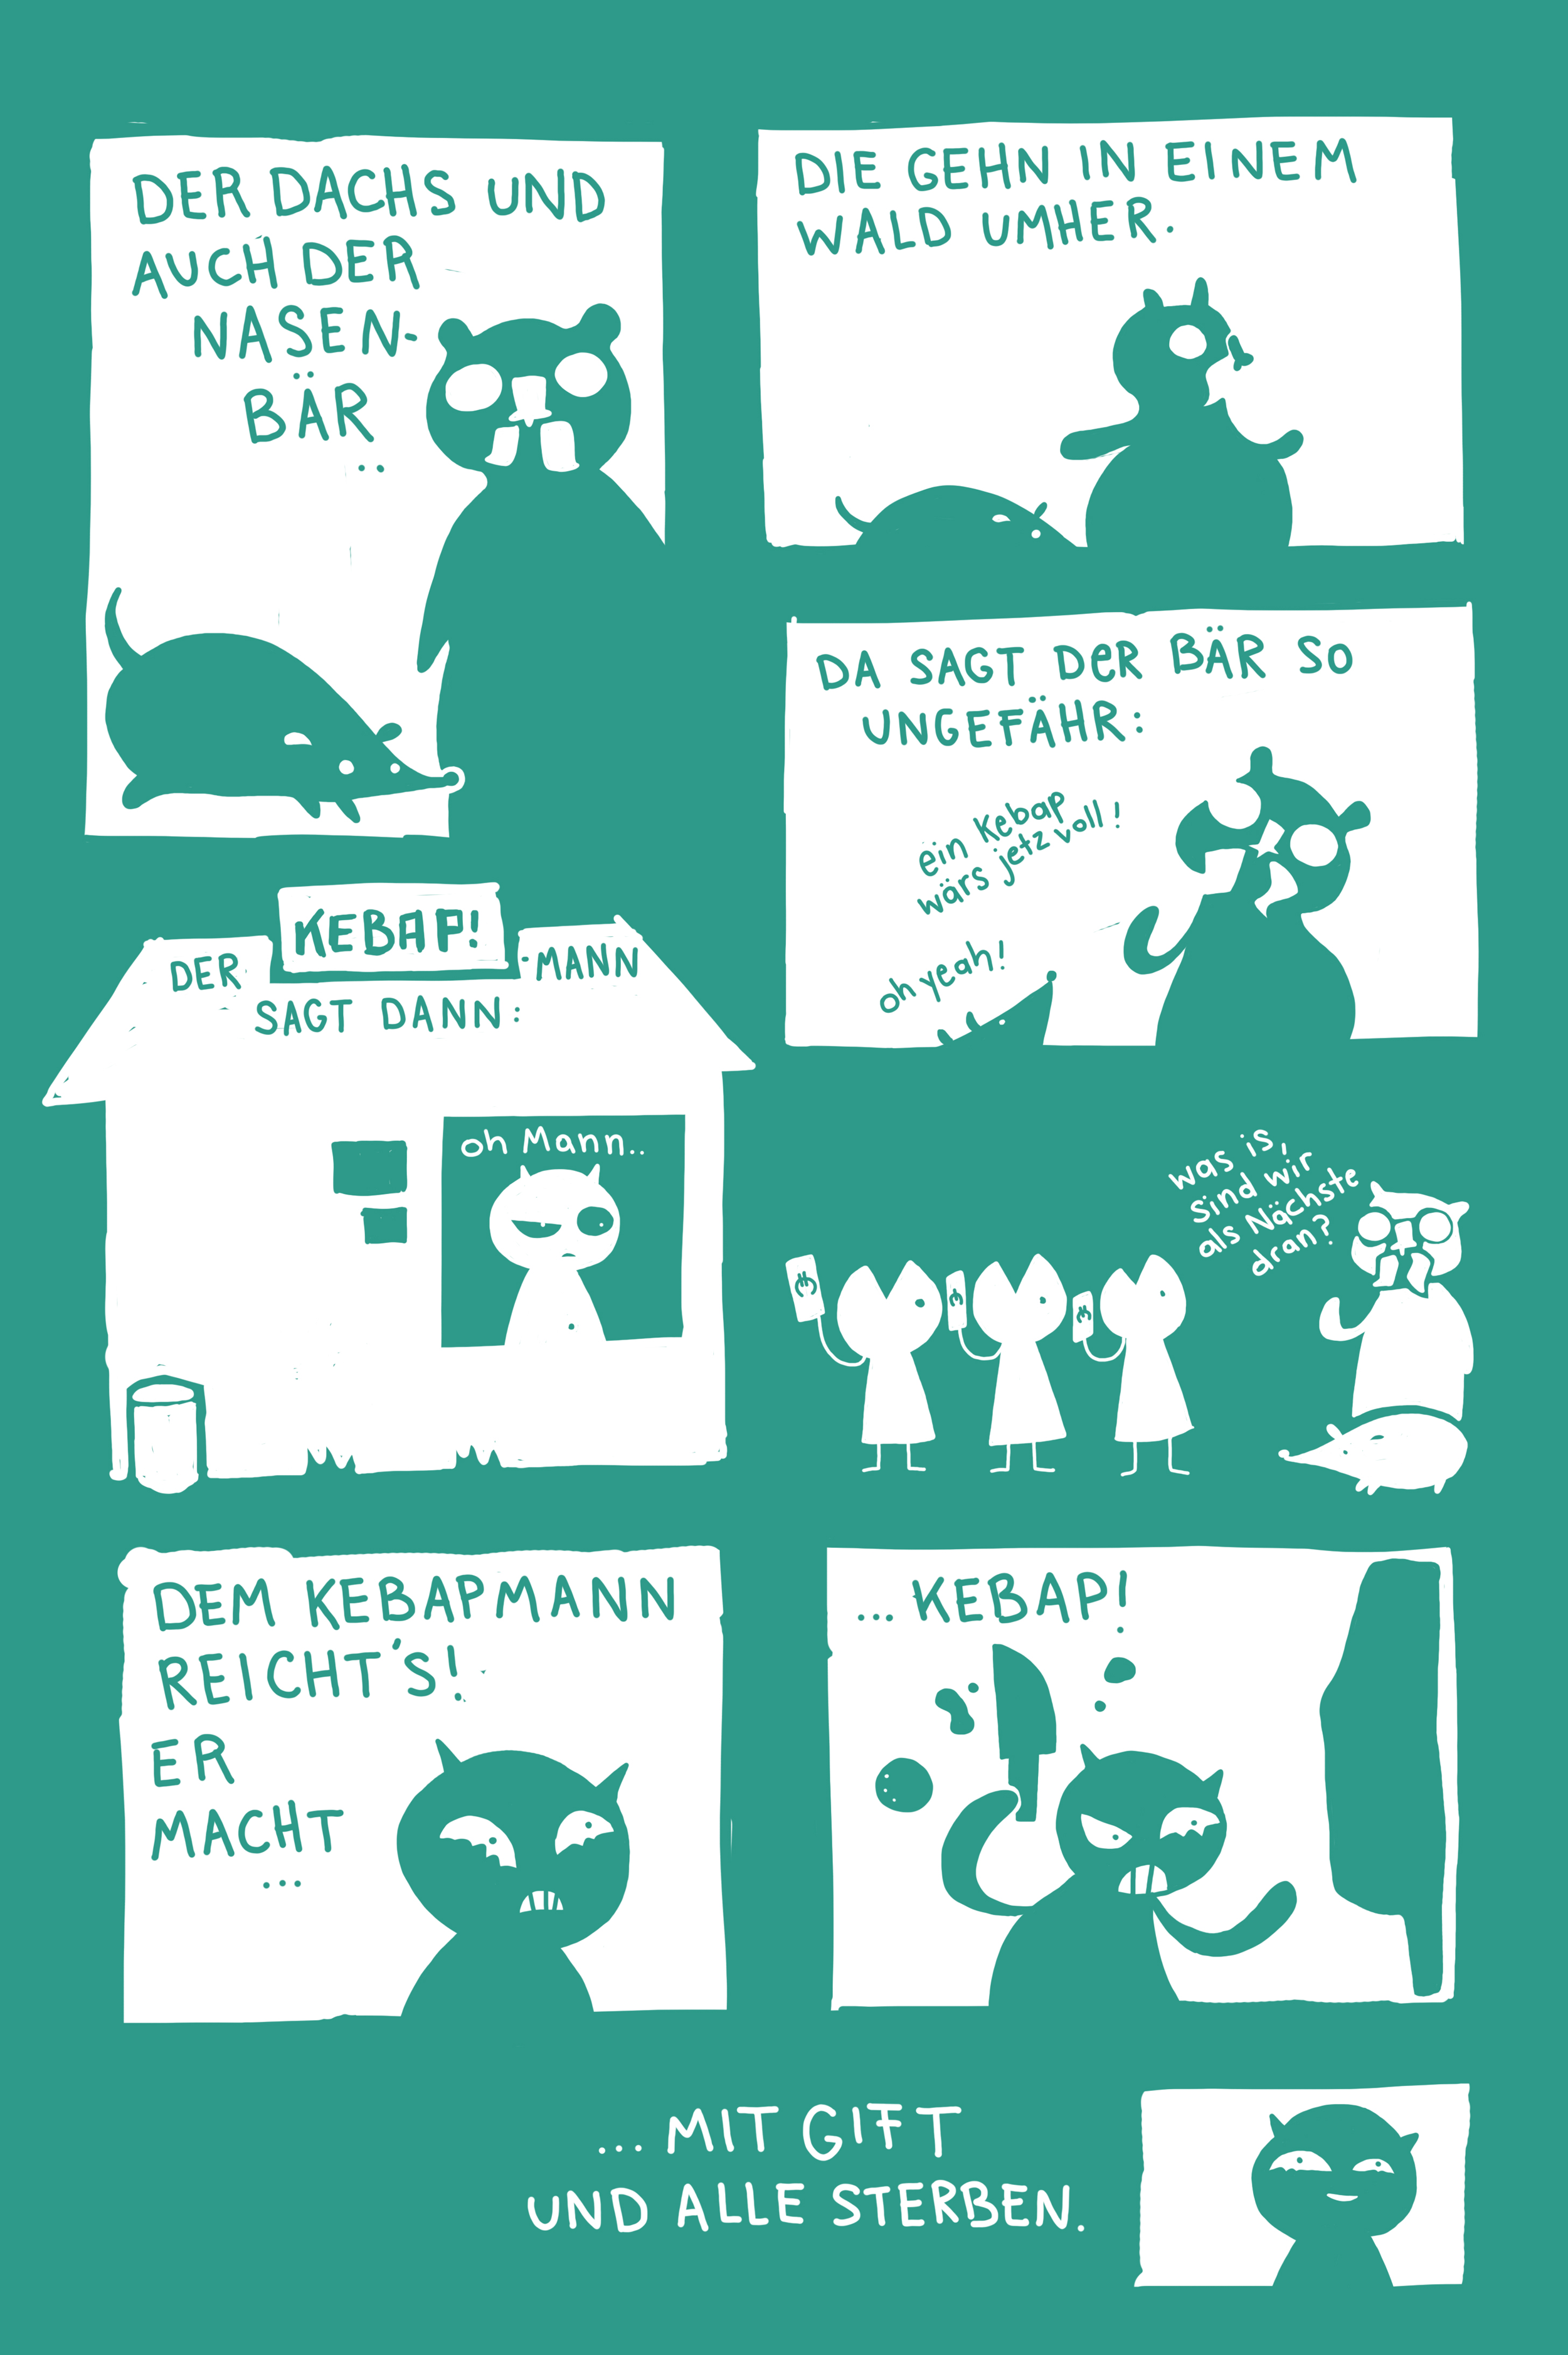 DER DACHS UND
AUCH DER
NASEN-
BÄR
...
DIE GEHN IN EINEM
WALD UMHER.
DA SAGT DER BÄR SO
UNGEFÄHR:
ein Kebap
wärs jetz voll!
oh yeah!
DER KEBAP!-MANN
SAGT DANN:
oh Mann..
was is!
sind wir
als Nächste
dran?
DEM KEBAPMANN
REICHT'S!
ER
MACHT
...
... KEBAP!
... MIT GIFT
UND ALLE STERBEN.